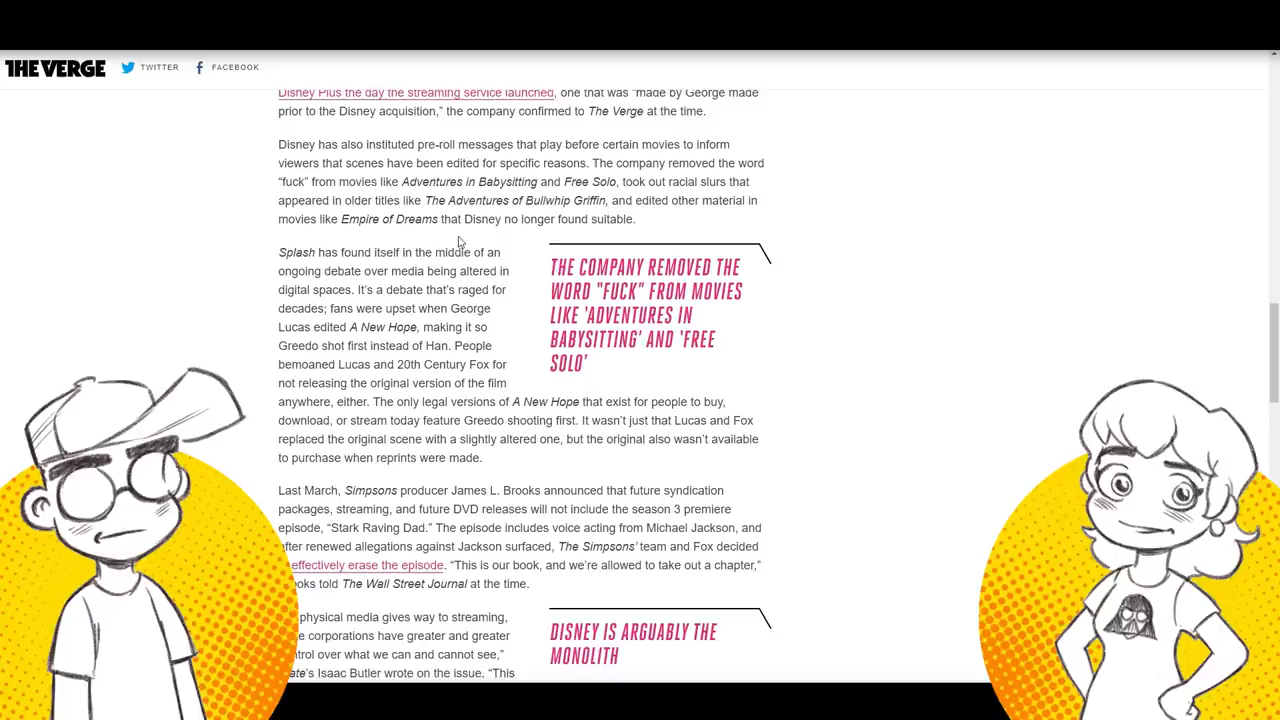 THE VERGE
TWITTER
FACEBOOK
Disney Plus the day the streaming service launched, one that was “made by George made
prior to the Disney acquisition,” the company confirmed to The Verge at the time.
Disney has also instituted pre-roll messages that play before certain movies to inform
viewers that scenes have been edited for specific reasons. The company removed the word
“fuck” from movies like Adventures in Babysitting and Free Solo, took out racial slurs that
appeared in older titles like The Adventures of Bullwhip Griffin, and edited other material in
movies like Empire of Dreams that Disney no longer found suitable.
Splash has found itself in the middle of an
ongoing debate over media being altered in
digital spaces. It’s a debate that’s raged for
decades; fans were upset when George
Lucas edited A New Hope, making it so
Greedo shot first instead of Han. People
bemoaned Lucas and 20th Century Fox for
not releasing the original version of the film
anywhere, either. The only legal versions of A New Hope that exist for people to buy,
download, or stream today feature Greedo shooting first. It wasn’t just that Lucas and Fox
replaced the original scene with a slightly altered one, but the original also wasn’t available
to purchase when reprints were made.
THE COMPANY REMOVED THE
WORD "FUCK" FROM MOVIES
LIKE 'ADVENTURES IN
BABYSITTING' AND 'FREE
SOLO'
Last March, Simpsons producer James L. Brooks announced that future syndication
packages, streaming, and future DVD releases will not include the season 3 premiere
episode, “Stark Raving Dad.” The episode includes voice acting from Michael Jackson, and
after renewed allegations against Jackson surfaced, The Simpsons’ team and Fox decided
effectively erase the episode. “This is our book, and we’re allowed to take out a chapter,”
told The Wall Street Journal at the time.
physical media gives way to streaming,
corporations have greater and greater
over what we can and cannot see,”
Isaac Butler wrote on the issue. “This
DISNEY IS ARGUABLY THE
MONOLITH